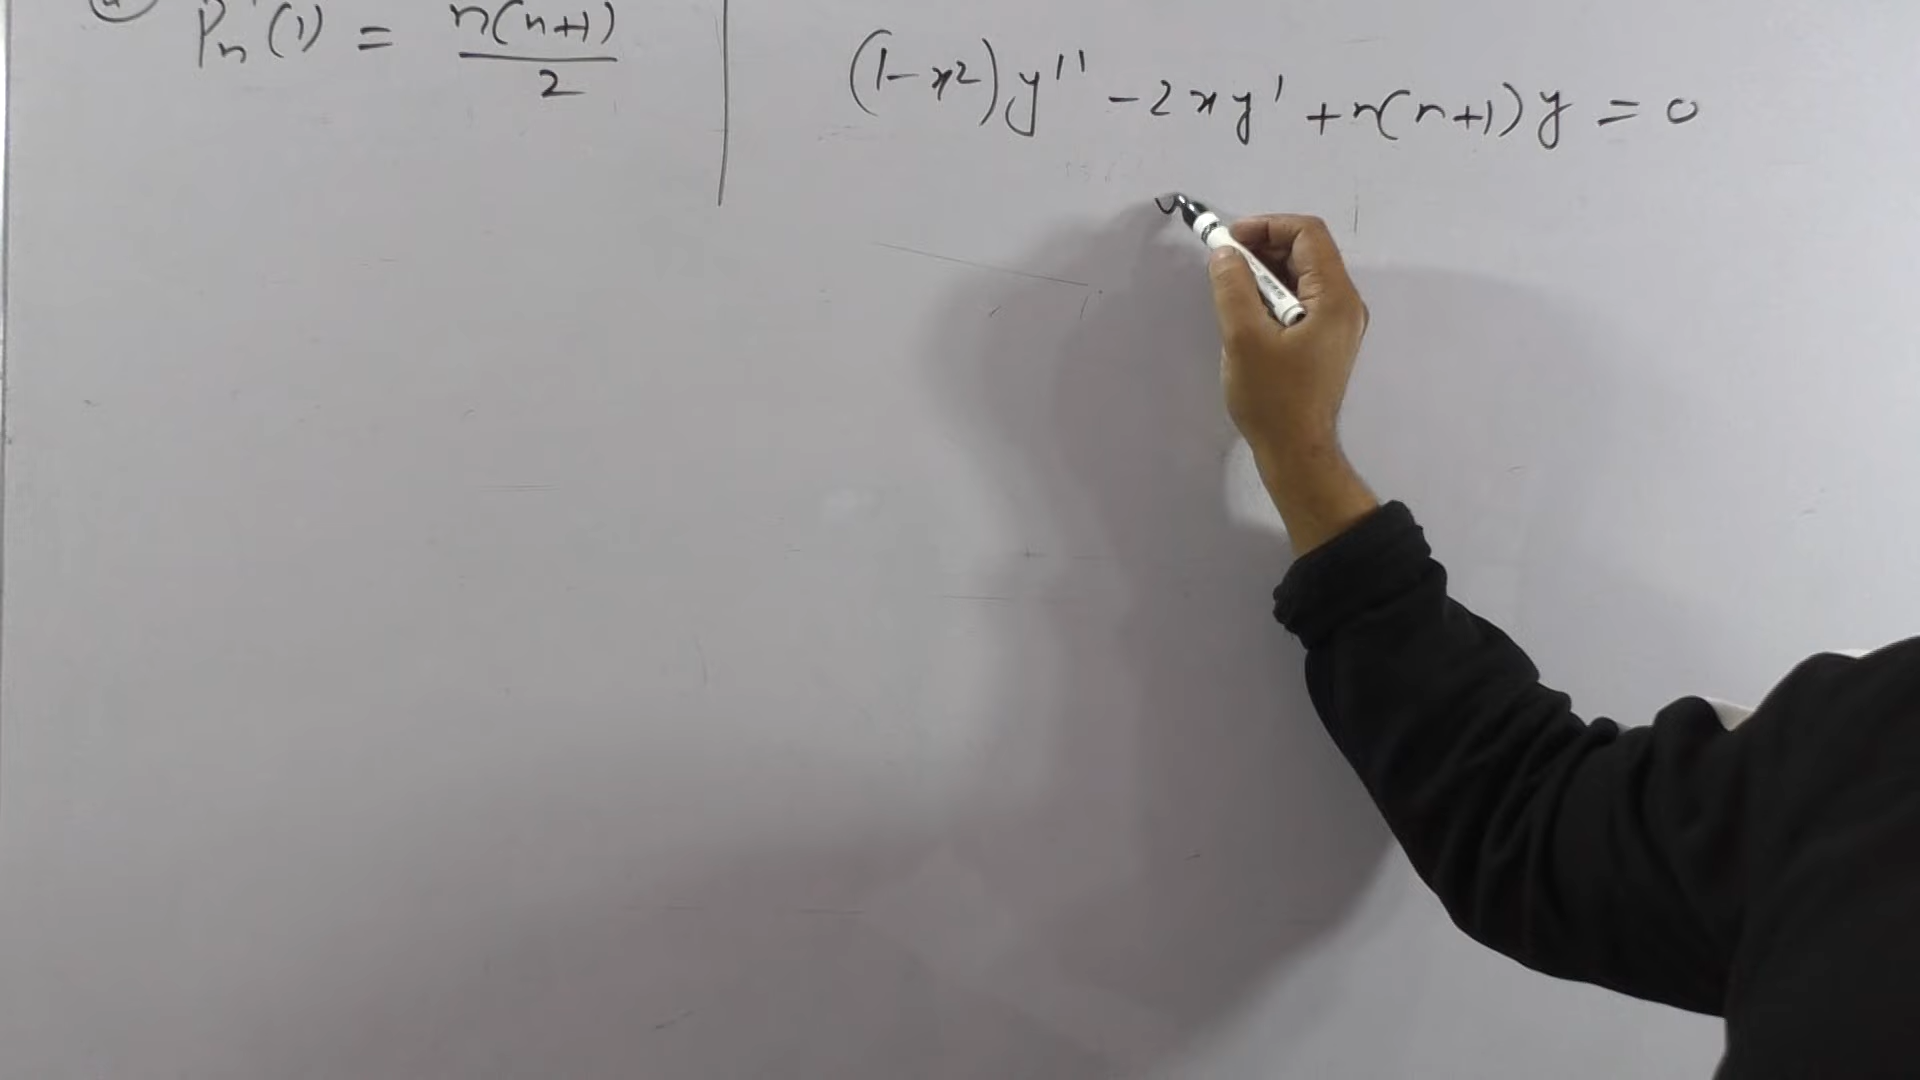 Pn'(1) = n(n+1)/2
(1-x²)y'' - 2xy' + n(n+1)y = 0